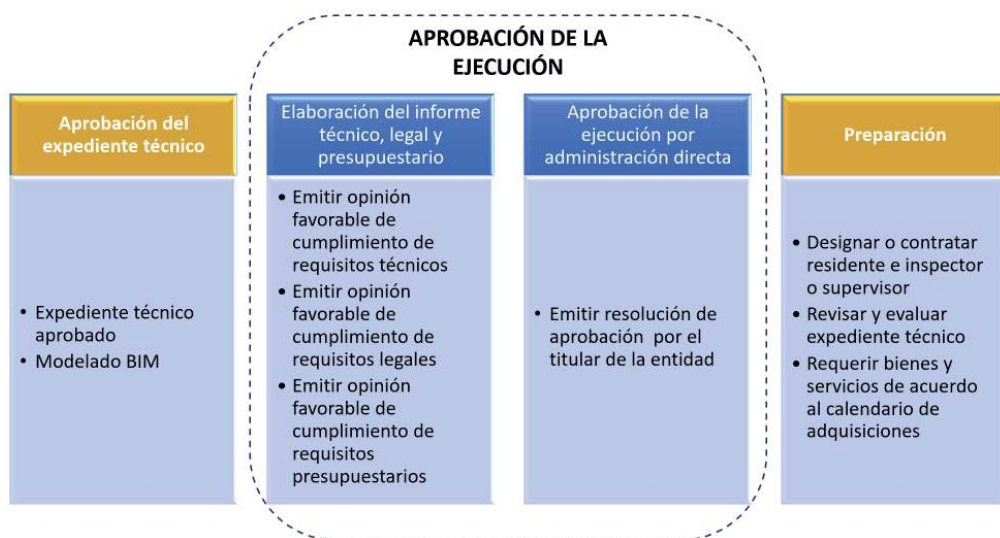 APROBACIÓN DE LA
EJECUCIÓN
Aprobación del
expediente técnico
• Expediente técnico
aprobado
• Modelado BIM
Elaboración del informe
técnico, legal y
presupuestario
• Emitir opinión
favorable de
cumplimiento de
requisitos técnicos
• Emitir opinión
favorable de
cumplimiento de
requisitos legales
• Emitir opinión
favorable de
cumplimiento de
requisitos
presupuestarios
Aprobación de la
ejecución por
administración directa
• Emitir resolución de
aprobación por el
titular de la entidad
Preparación
• Designar o contratar
residente e inspector
o supervisor
• Revisar y evaluar
expediente técnico
• Requerir bienes y
servicios de acuerdo
al calendario de
adquisiciones